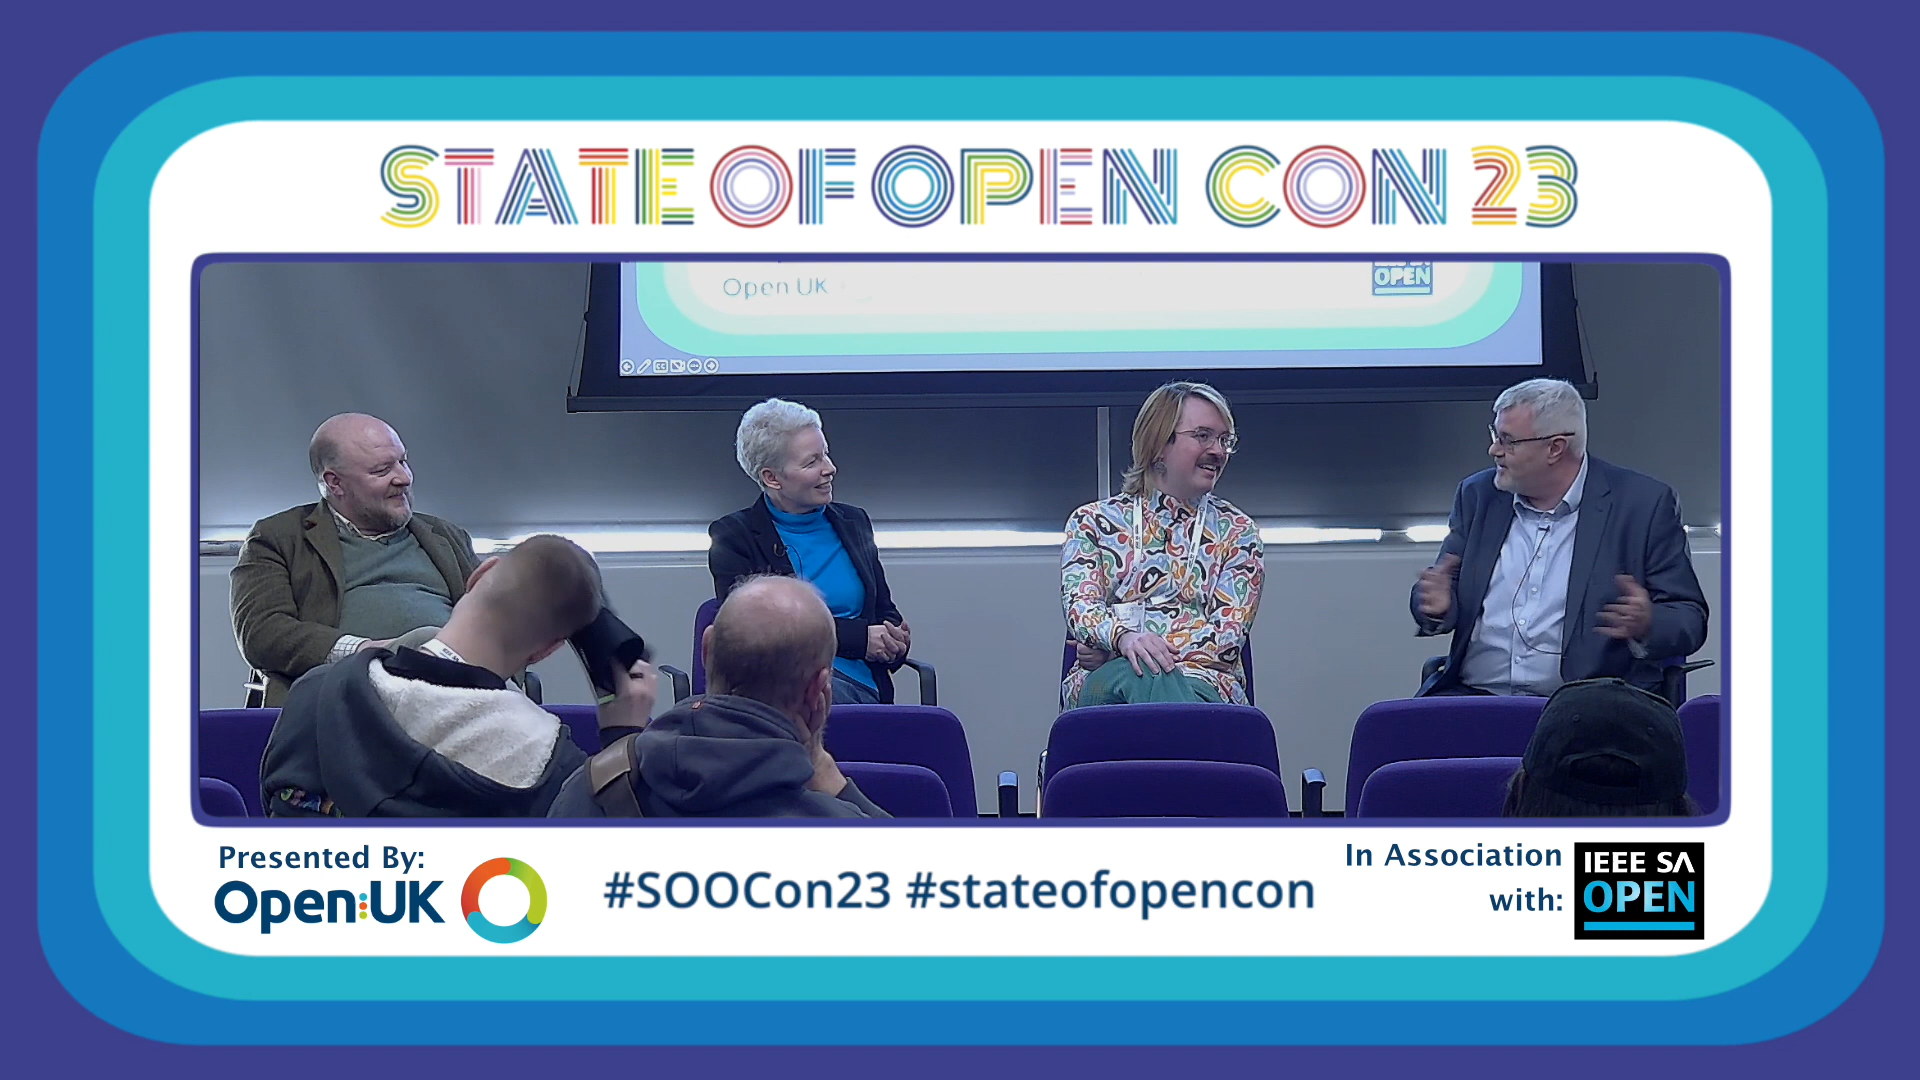 STATE OF OPEN CON 23
Open UK
OPEN
Presented By:
Open:UK
#SOOCon23 #stateofopencon
In Association
with:
IEEE SA
OPEN